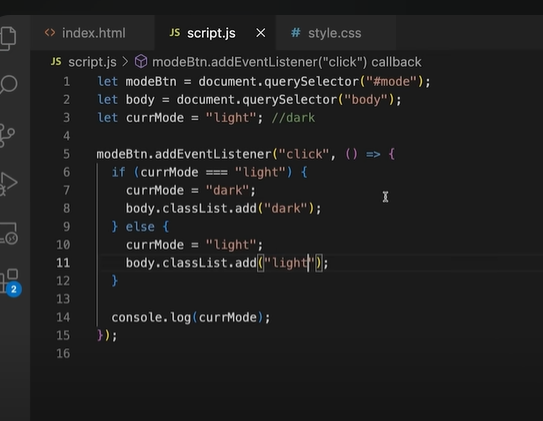 <> index.html JS script.js × # style.css
JS script.js > modeBtn.addEventListener("click") callback
1 let modeBtn = document.querySelector("#mode");
2 let body = document.querySelector("body");
3 let currMode = "light"; //dark
4
5 modeBtn.addEventListener("click", () => {
6 if (currMode === "light") {
7 currMode = "dark";
8 body.classList.add("dark");
9 } else {
10 currMode = "light";
11 body.classList.add("light");
12 }
13
14 console.log(currMode);
15 });
16
2